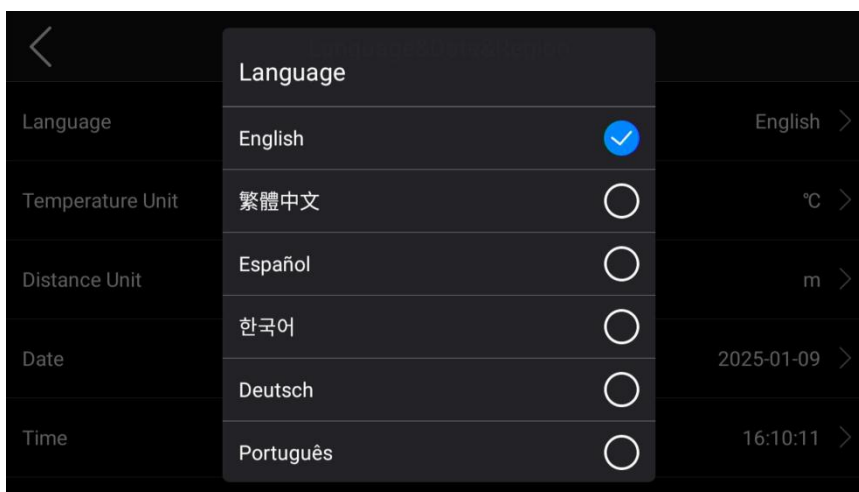 Language
English
繁體中文
Español
한국어
Deutsch
Português
Language English
Temperature Unit ℃
Distance Unit m
Date 2025-01-09
Time 16:10:11